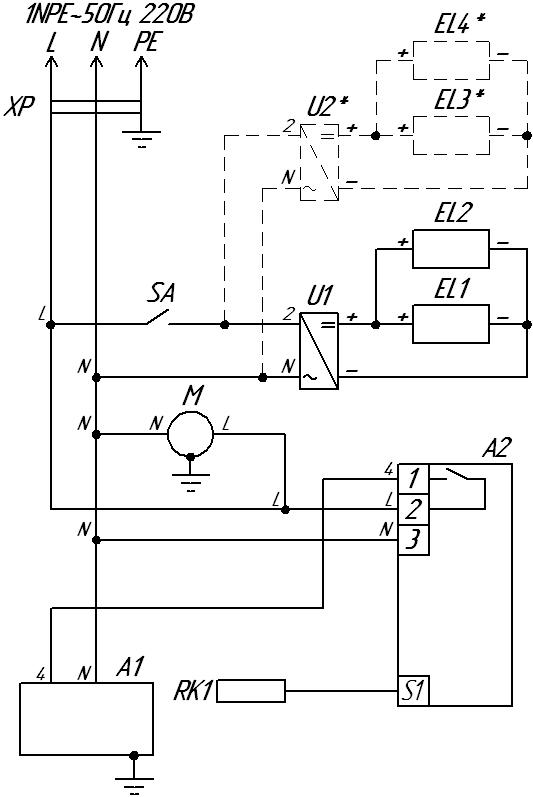 1NPE~50Гц 220В
L N PE
EL4*
+ −
XP
U2*
EL3*
2 + + −
N −
EL2
+ −
SA
U1
EL1
L 2 + + −
N N −
M
N N L
A2
4 1
L L 2
N N 3
4 N A1
RK1 S1